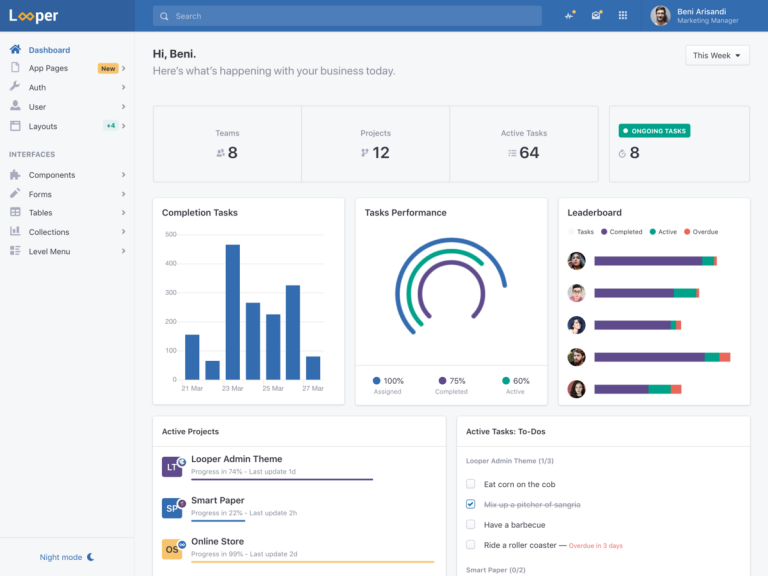 Looper
Search
Beni Arisandi
Marketing Manager
Dashboard
App Pages New
Auth
User
Layouts +4
INTERFACES
Components
Forms
Tables
Collections
Level Menu
Night mode
Hi, Beni.
Here's what's happening with your business today.
This Week
Teams
8
Projects
12
Active Tasks
64
ONGOING TASKS
8
Completion Tasks
500
400
300
200
100
0
21 Mar 23 Mar 25 Mar 27 Mar
Tasks Performance
100% 75% 60%
Assigned Completed Active
Leaderboard
Tasks Completed Active Overdue
Active Projects
LT
Looper Admin Theme
Progress in 74% - Last update 1d
SP
Smart Paper
Progress in 22% - Last update 2h
OS
Online Store
Progress in 99% - Last update 2d
Active Tasks: To-Dos
Looper Admin Theme (1/3)
Eat corn on the cob
Mix up a pitcher of sangria
Have a barbecue
Ride a roller coaster — Overdue in 3 days
Smart Paper (0/2)